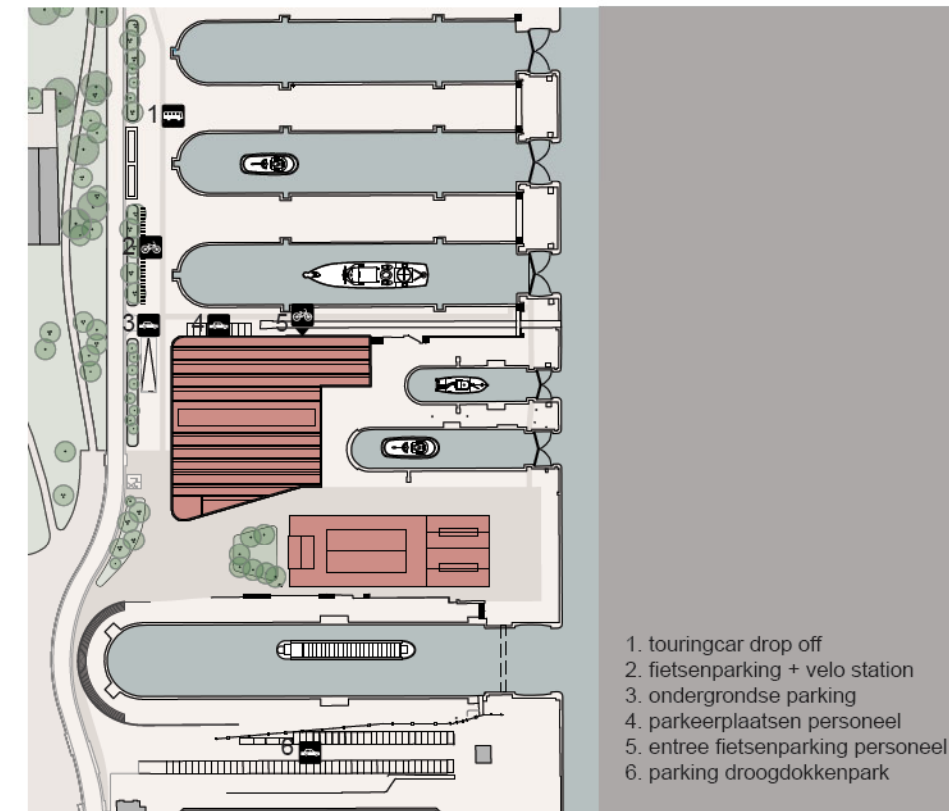 1
2
3
4
5
6
1. touringcar drop off
2. fietsenparking + velo station
3. ondergrondse parking
4. parkeerplaatsen personeel
5. entree fietsenparking personeel
6. parking droogdokkenpark